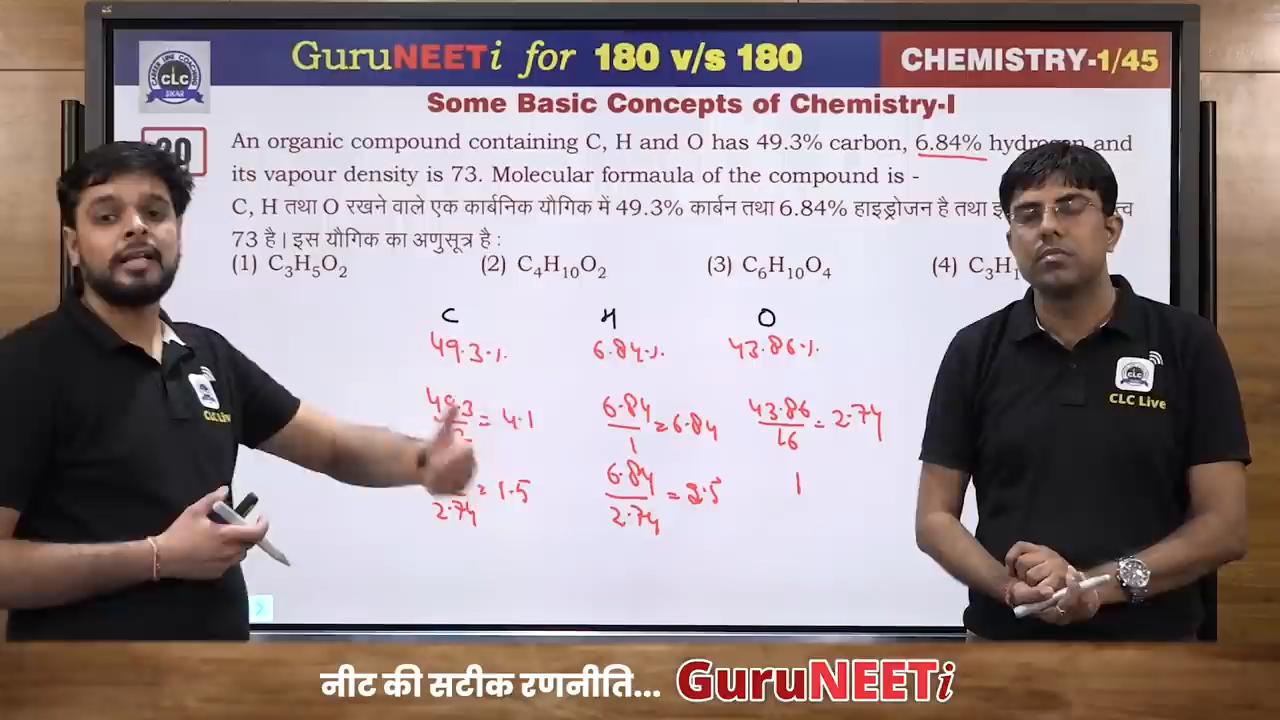 GuruNEETi for 180 v/s 180
CHEMISTRY-1/45
CLC
SIKAR
Some Basic Concepts of Chemistry-I
An organic compound containing C, H and O has 49.3% carbon, 6.84% hydrogen and
its vapour density is 73. Molecular formaula of the compound is -
C, H तथा O रखने वाले एक कार्बनिक यौगिक में 49.3% कार्बन तथा 6.84% हाइड्रोजन है तथा
73 है। इस यौगिक का अणुसूत्र है :
(1) C₃H₅O₂ (2) C₄H₁₀O₂ (3) C₆H₁₀O₄ (4) C₃H
C H O
49.3% 6.84% 43.86%
49.3 = 4.1 6.84/1 = 6.84 43.86/16 = 2.74
2.74 = 1.5 6.84/2.74 = 2.5 1
CLC Live
CLC Live
नीट की सटीक रणनीति... GuruNEETi